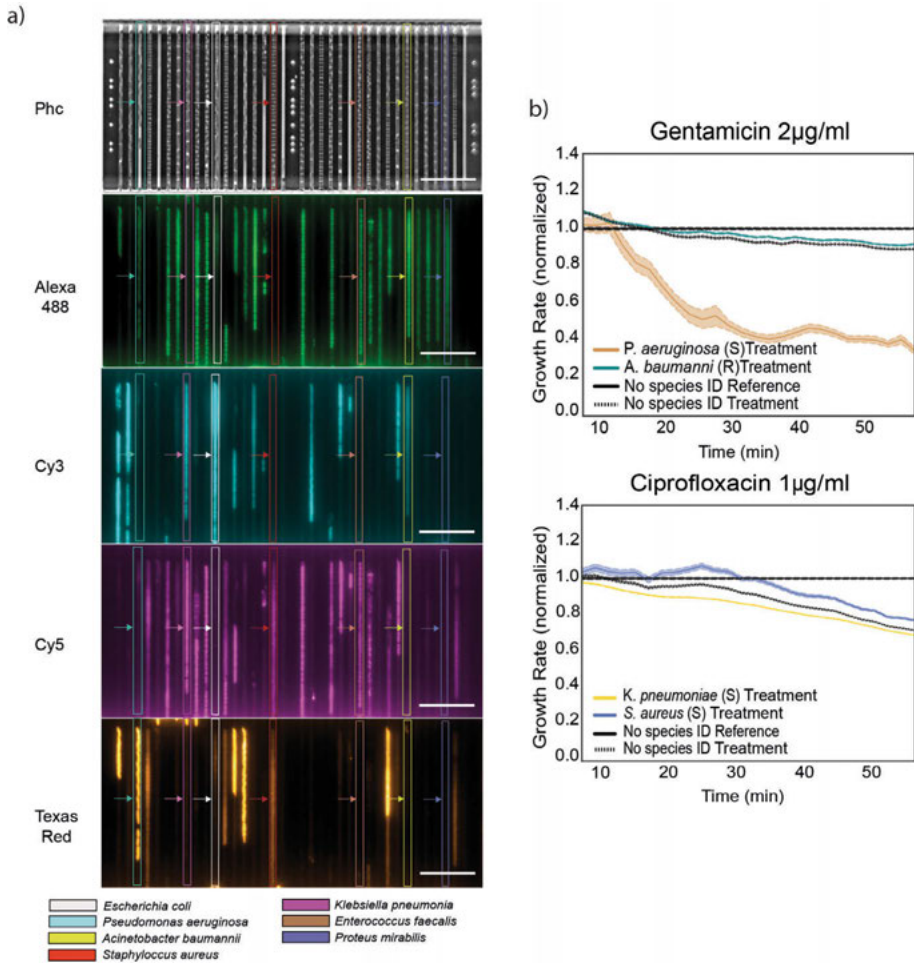 a)
Phc
Alexa
488
Cy3
Cy5
Texas
Red
Escherichia coli
Pseudomonas aeruginosa
Acinetobacter baumannii
Staphyloccus aureus
Klebsiella pneumonia
Enterococcus faecalis
Proteus mirabilis
b)
Gentamicin 2µg/ml
Growth Rate (normalized)
1.4
1.2
1.0
0.8
0.6
0.4
0.2
0.0
P. aeruginosa (S)Treatment
A. baumanni (R)Treatment
No species ID Reference
No species ID Treatment
10 20 30 40 50
Time (min)
Ciprofloxacin 1µg/ml
Growth Rate (normalized)
1.4
1.2
1.0
0.8
0.6
0.4
0.2
0.0
K. pneumoniae (S) Treatment
S. aureus (S) Treatment
No species ID Reference
No species ID Treatment
10 20 30 40 50
Time (min)